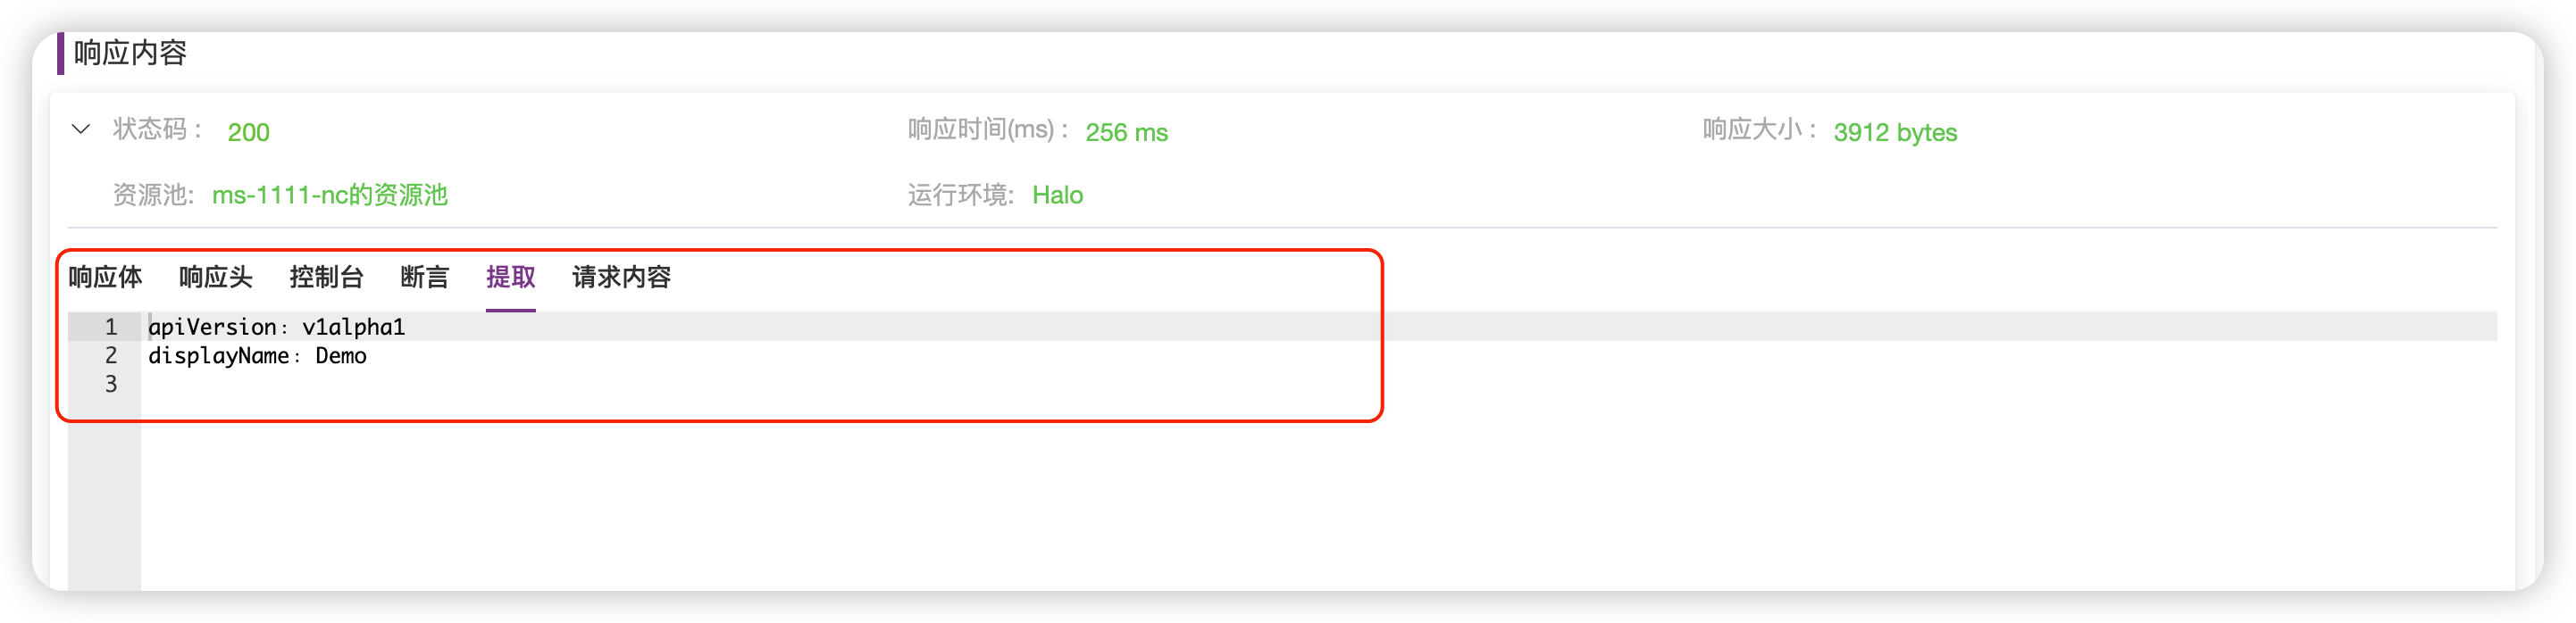 响应内容
状态码： 200 响应时间(ms)： 256 ms 响应大小： 3912 bytes
资源池: ms-1111-nc的资源池 运行环境: Halo
响应体 响应头 控制台 断言 提取 请求内容
1 apiVersion：v1alpha1
2 displayName：Demo
3